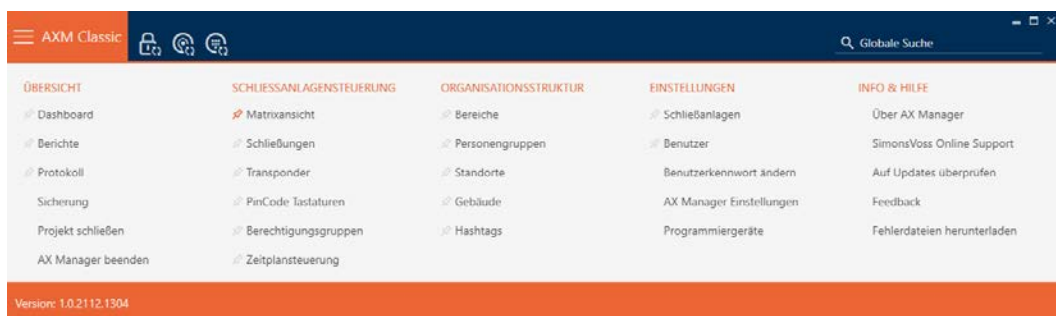 AXM Classic
Globale Suche
ÜBERSICHT
Dashboard
Berichte
Protokoll
Sicherung
Projekt schließen
AX Manager beenden
SCHLIESSANLAGENSTEUERUNG
Matrixansicht
Schließungen
Transponder
PinCode Tastaturen
Berechtigungsgruppen
Zeitplansteuerung
ORGANISATIONSSTRUKTUR
Bereiche
Personengruppen
Standorte
Gebäude
Hashtags
EINSTELLUNGEN
Schließanlagen
Benutzer
Benutzerkennwort ändern
AX Manager Einstellungen
Programmiergeräte
INFO & HILFE
Über AX Manager
SimonsVoss Online Support
Auf Updates überprüfen
Feedback
Fehlerdateien herunterladen
Version: 1.0.2112.1304